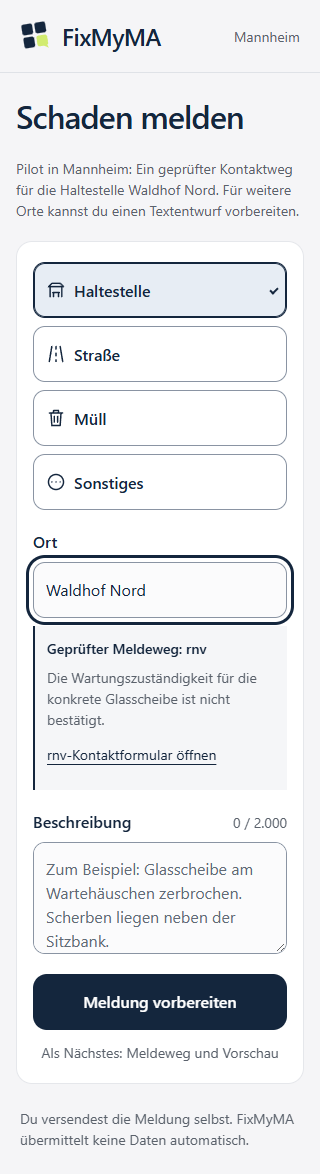 FixMyMA
Mannheim
Schaden melden
Pilot in Mannheim: Ein geprüfter Kontaktweg
für die Haltestelle Waldhof Nord. Für weitere
Orte kannst du einen Textentwurf vorbereiten.
Haltestelle
Straße
Müll
Sonstiges
Ort
Waldhof Nord
Geprüfter Meldeweg: rnv
Die Wartungszuständigkeit für die
konkrete Glasscheibe ist nicht
bestätigt.
rnv-Kontaktformular öffnen
Beschreibung
0 / 2.000
Zum Beispiel: Glasscheibe am
Wartehäuschen zerbrochen.
Scherben liegen neben der
Sitzbank.
Meldung vorbereiten
Als Nächstes: Meldeweg und Vorschau
Du versendest die Meldung selbst. FixMyMA
übermittelt keine Daten automatisch.